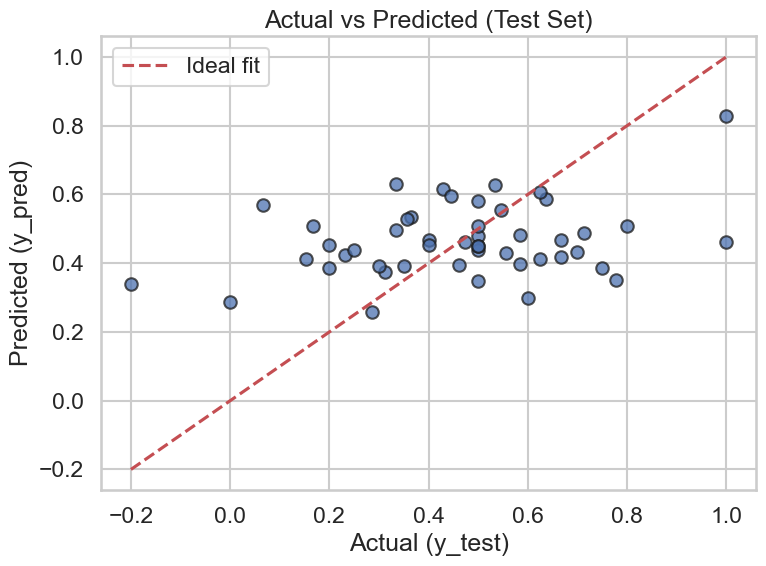 Actual vs Predicted (Test Set)
Ideal fit
1.0
0.8
0.6
0.4
0.2
0.0
−0.2
Predicted (y_pred)
−0.2 0.0 0.2 0.4 0.6 0.8 1.0
Actual (y_test)